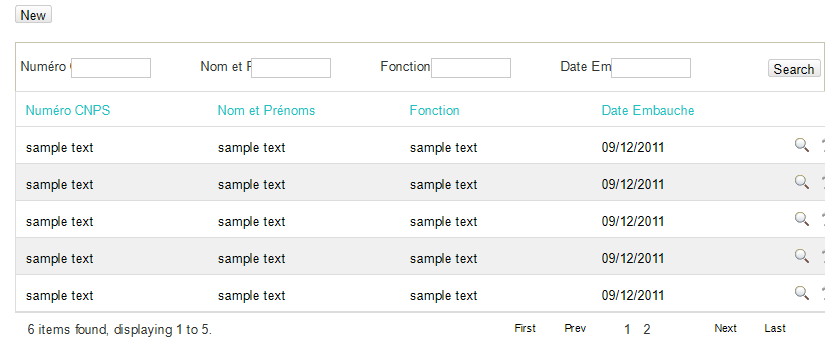 New
Numéro Nom et Fonction Date Em Search
Numéro CNPS Nom et Prénoms Fonction Date Embauche
sample text sample text sample text 09/12/2011
sample text sample text sample text 09/12/2011
sample text sample text sample text 09/12/2011
sample text sample text sample text 09/12/2011
sample text sample text sample text 09/12/2011
6 items found, displaying 1 to 5. First Prev 1 2 Next Last